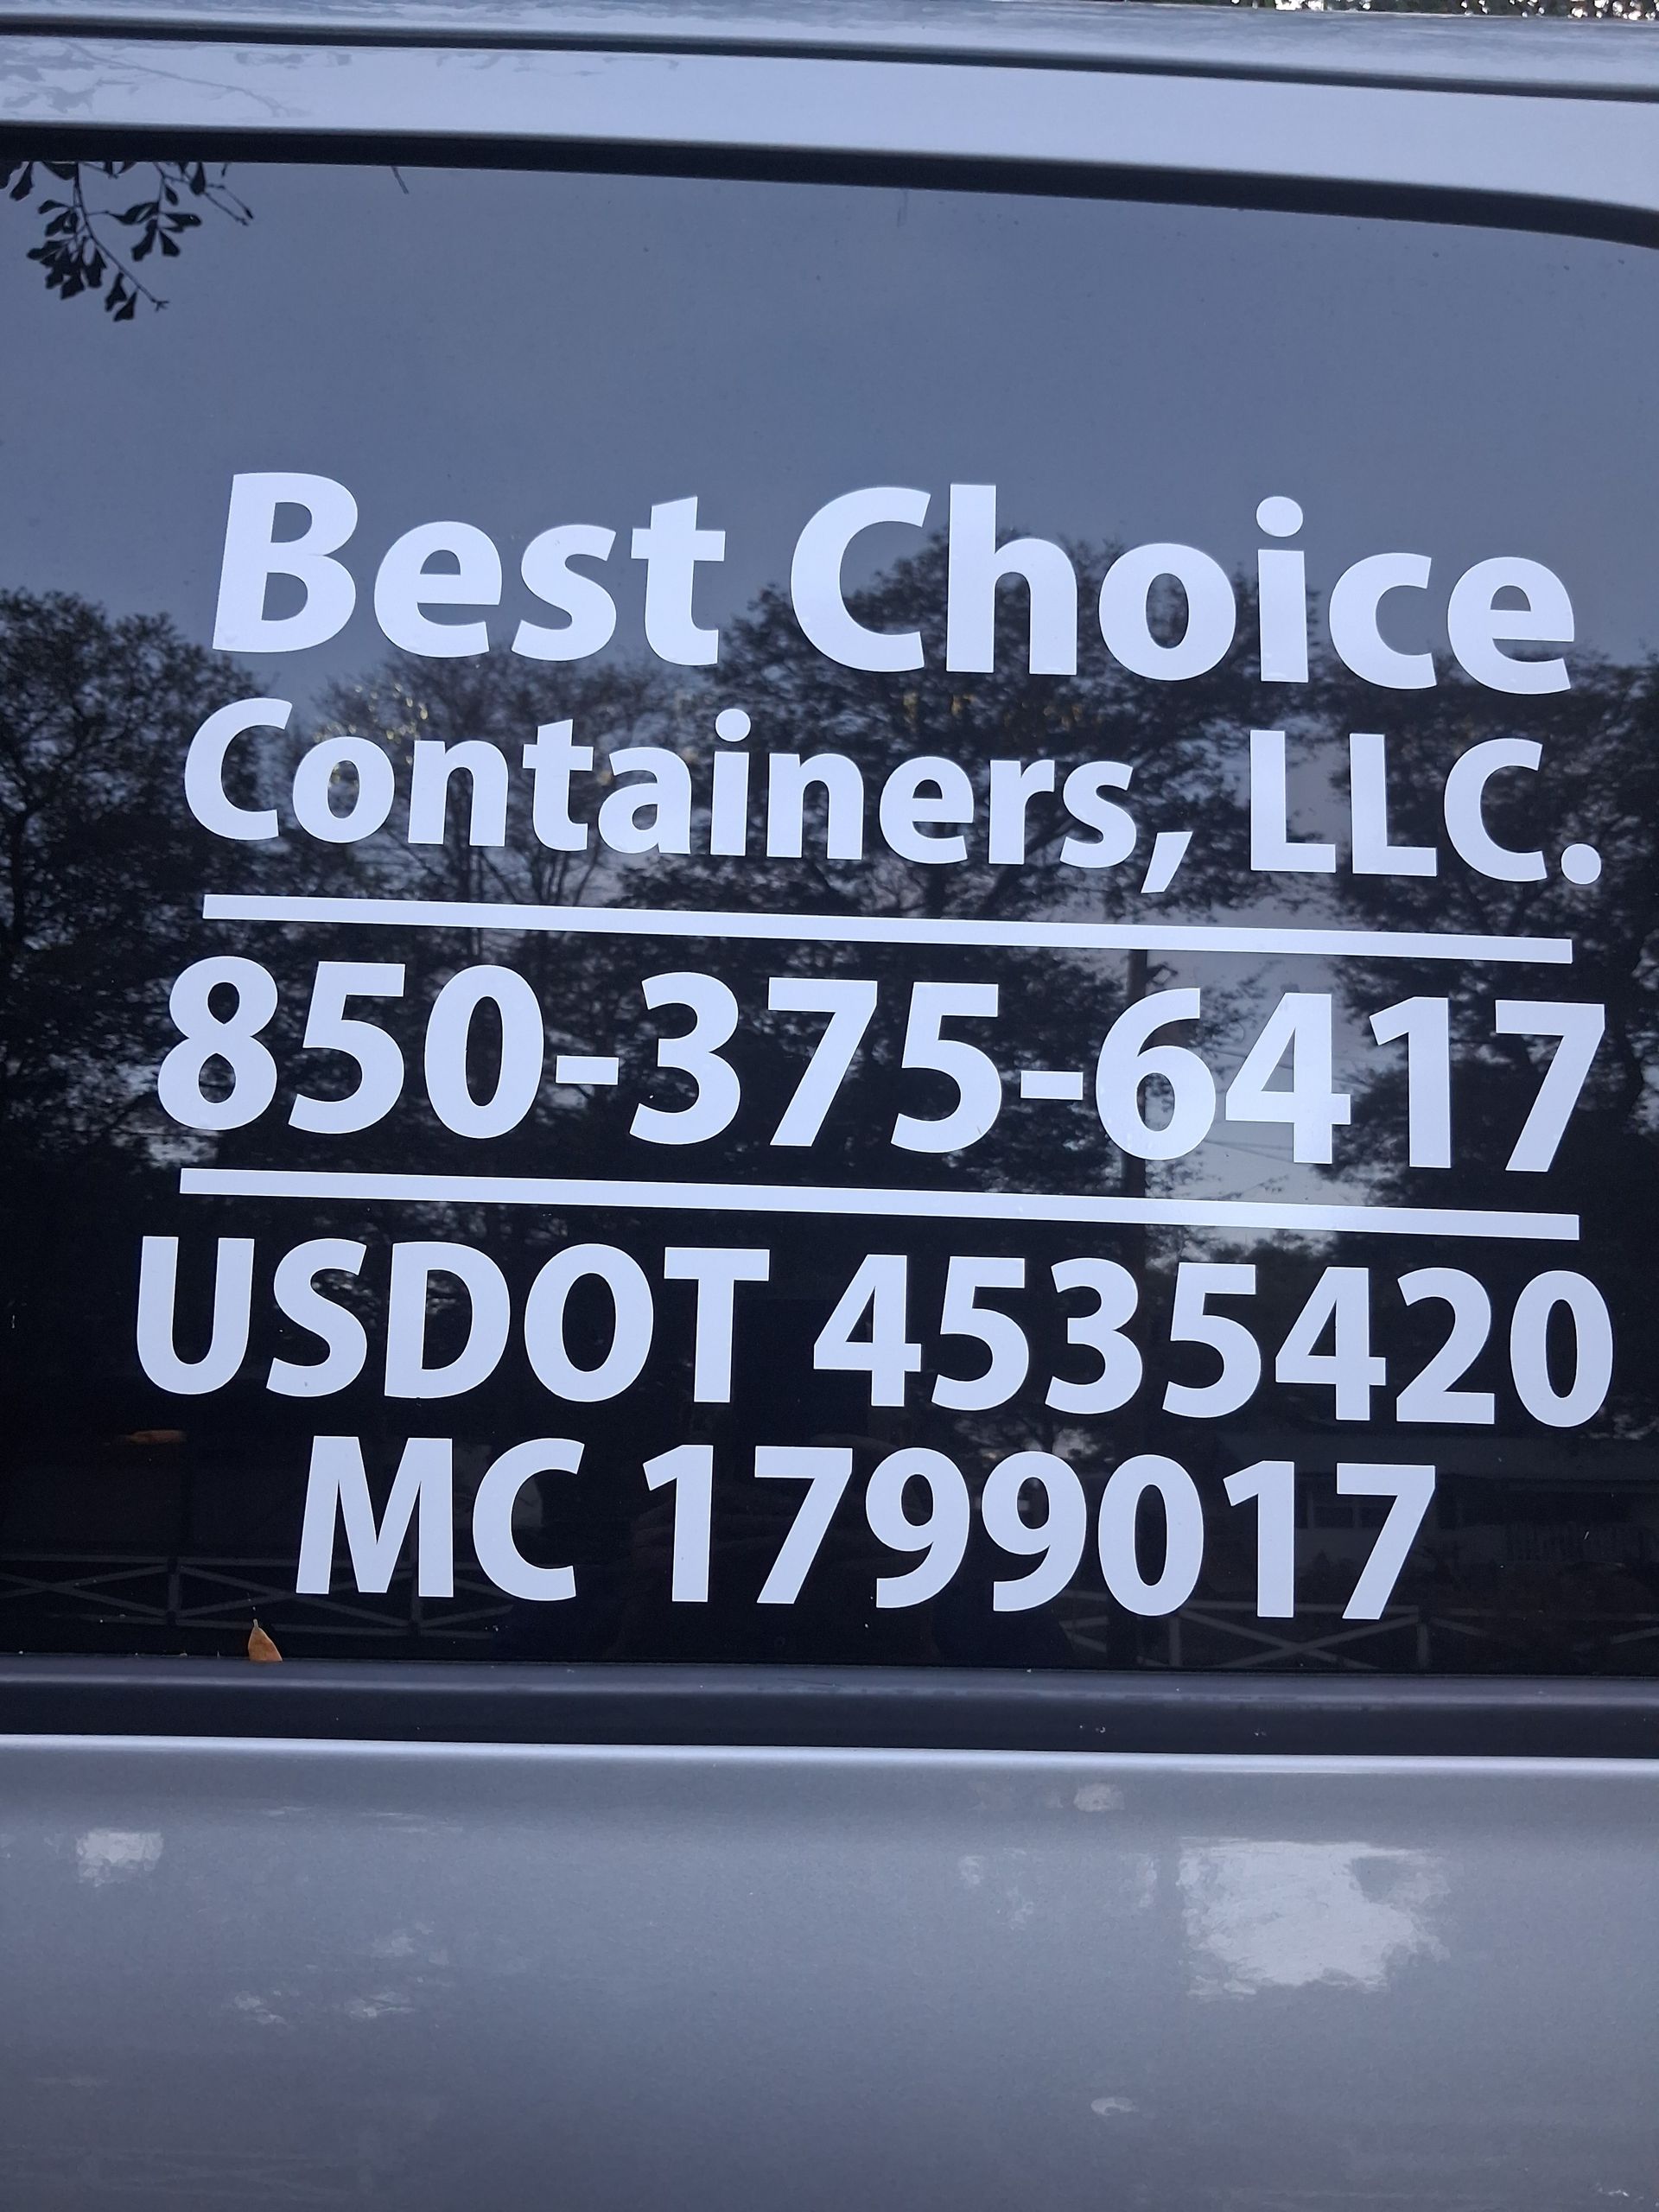 Best Choice
Containers, LLC.
850-375-6417
USDOT 4535420
MC 1799017